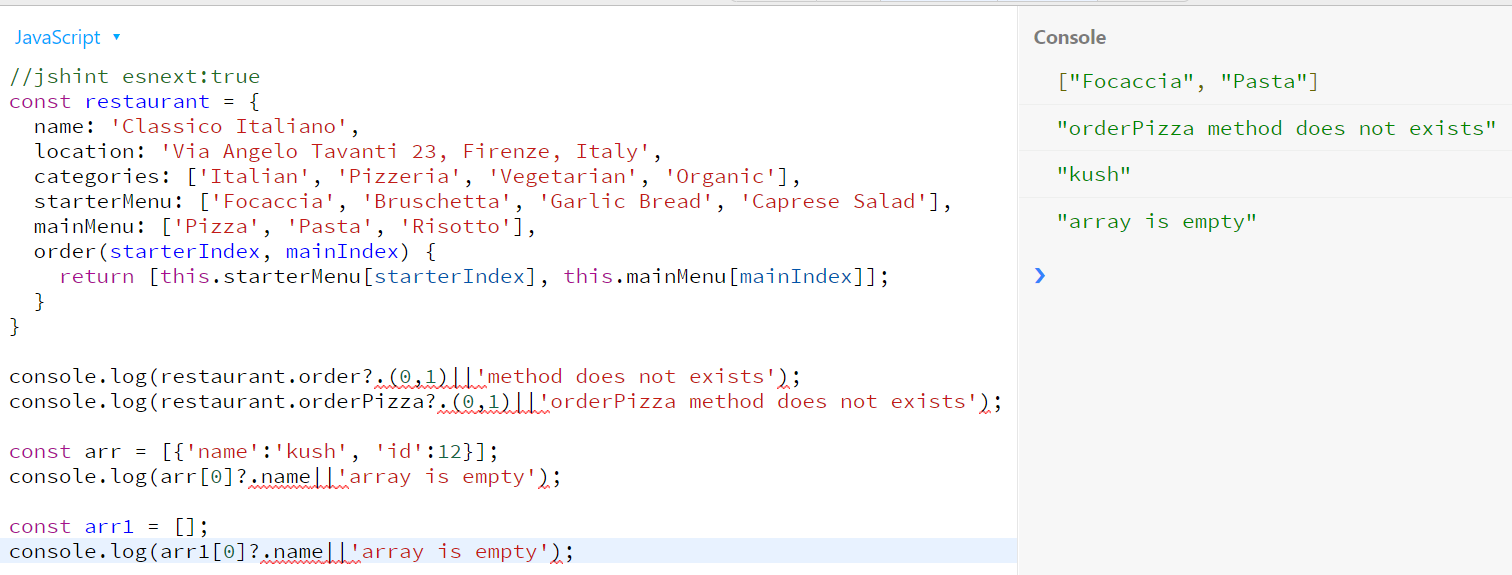 JavaScript
//jshint esnext:true
const restaurant = {
  name: 'Classico Italiano',
  location: 'Via Angelo Tavanti 23, Firenze, Italy',
  categories: ['Italian', 'Pizzeria', 'Vegetarian', 'Organic'],
  starterMenu: ['Focaccia', 'Bruschetta', 'Garlic Bread', 'Caprese Salad'],
  mainMenu: ['Pizza', 'Pasta', 'Risotto'],
  order(starterIndex, mainIndex) {
    return [this.starterMenu[starterIndex], this.mainMenu[mainIndex]];
  }
}
console.log(restaurant.order?.(0,1)||'method does not exists');
console.log(restaurant.orderPizza?.(0,1)||'orderPizza method does not exists');
const arr = [{'name':'kush', 'id':12}];
console.log(arr[0]?.name||'array is empty');
const arr1 = [];
console.log(arr1[0]?.name||'array is empty');
Console
["Focaccia", "Pasta"]
"orderPizza method does not exists"
"kush"
"array is empty"